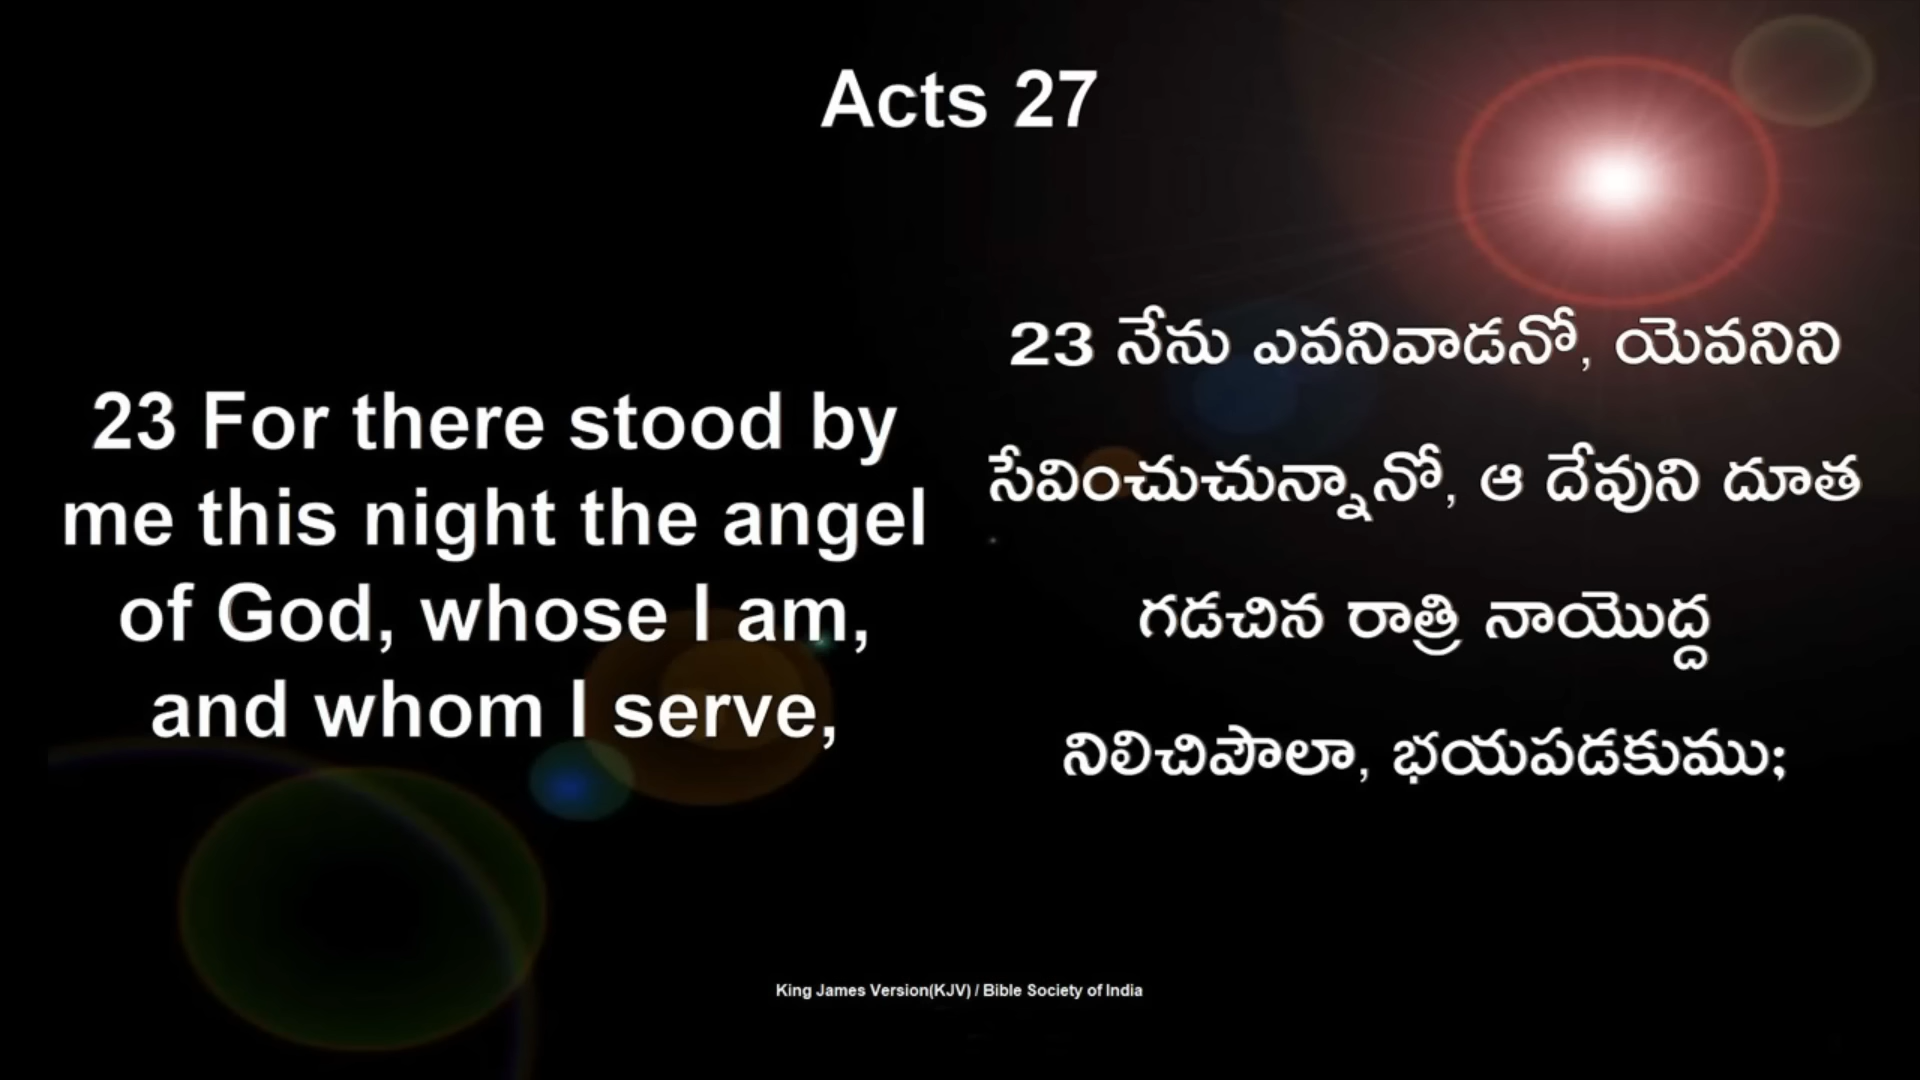 Acts 27
23 For there stood by
me this night the angel
of God, whose I am,
and whom I serve,
23 నేను ఎవనివాడనో, యెవనిని
సేవించుచున్నానో, ఆ దేవుని దూత
గడచిన రాత్రి నాయొద్ద
నిలిచిపౌలా, భయపడకుము;
King James Version(KJV) / Bible Society of India